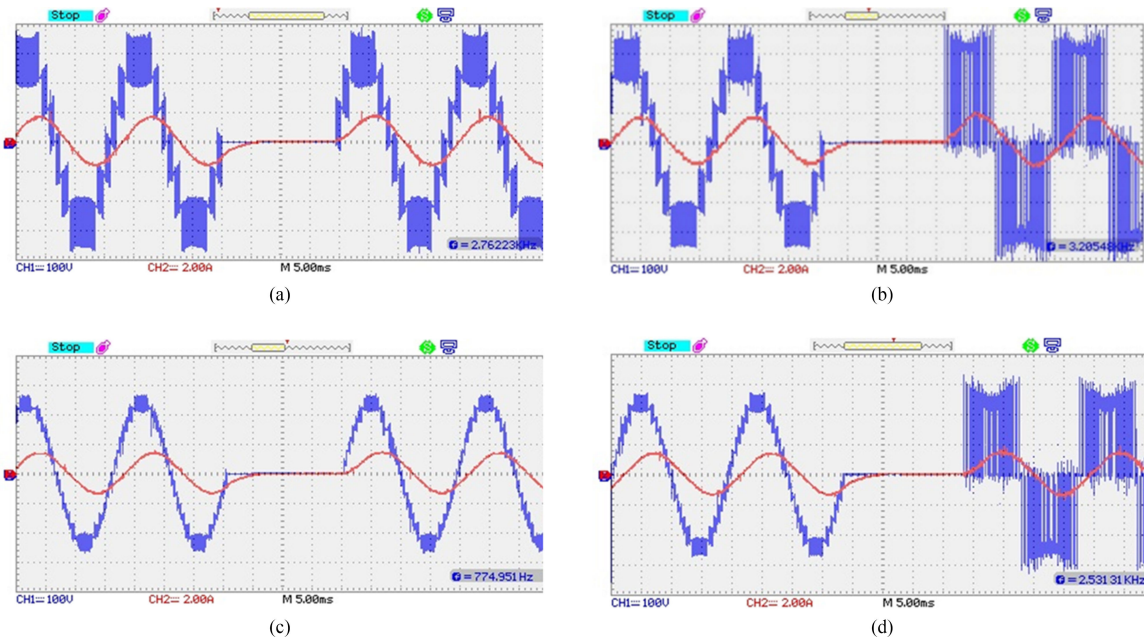 Stop
Stop
f = 2.76223KHz
f = 3.20548KHz
CH1= 100V CH2= 2.00A M 5.00ms
CH1= 100V CH2= 2.00A M 5.00ms
(a)
(b)
Stop
Stop
f = 774.951Hz
f = 2.53131KHz
CH1= 100V CH2= 2.00A M 5.00ms
CH1= 100V CH2= 2.00A M 5.00ms
(c)
(d)